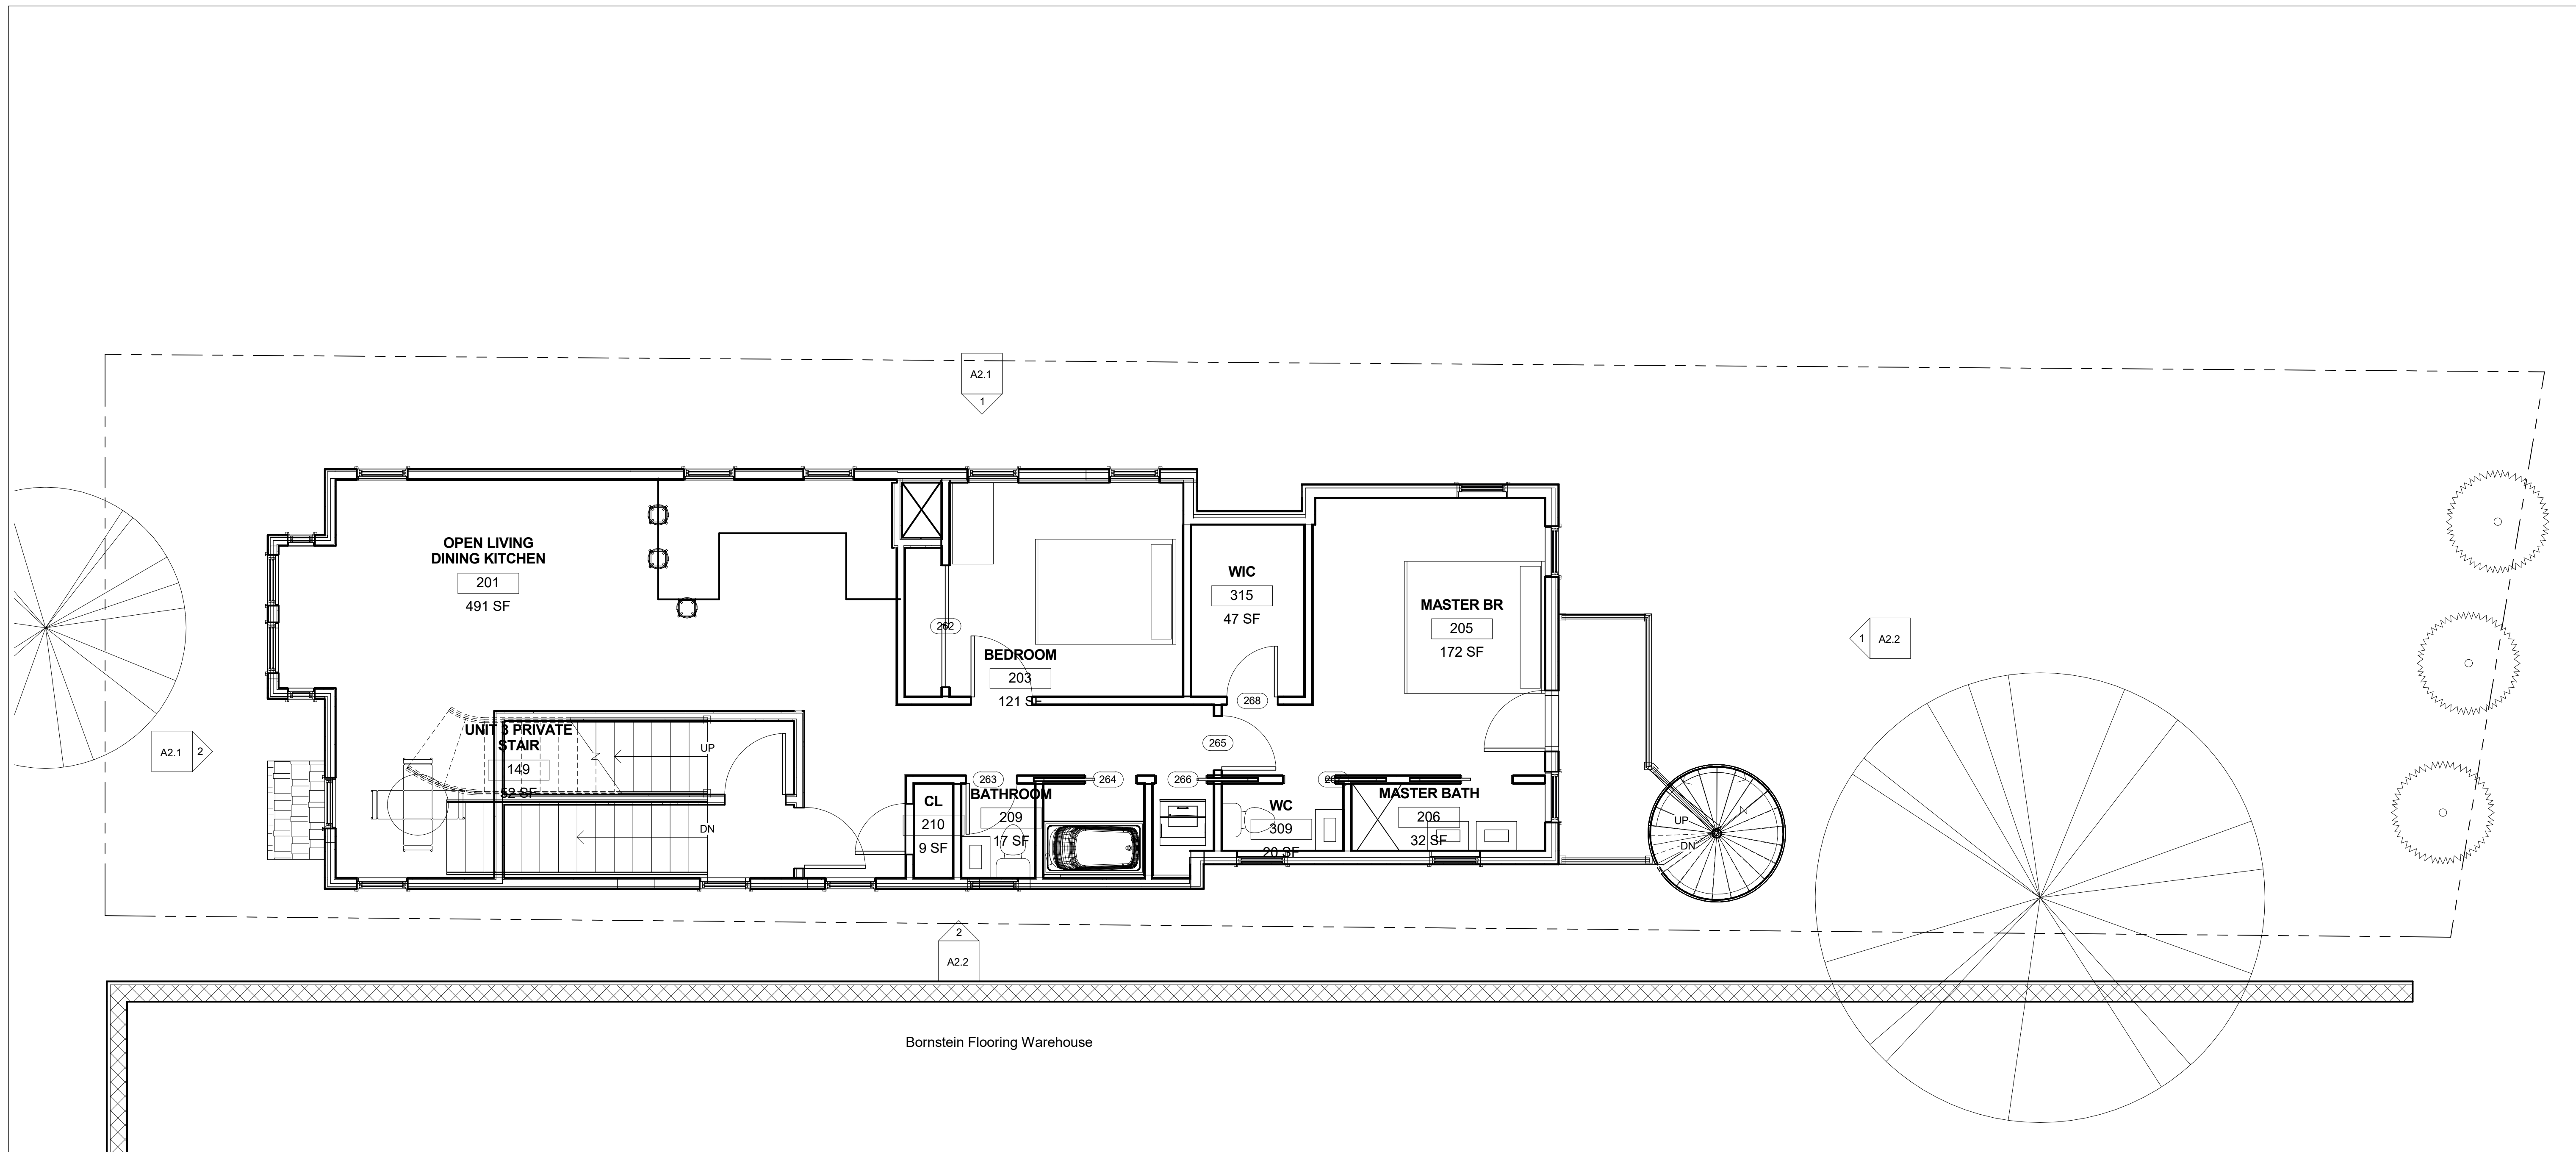 A2.1
1
OPEN LIVING
DINING KITCHEN
201
491 SF
WIC
315
47 SF
MASTER BR
205
172 SF
262
BEDROOM
203
121 SF
1
A2.2
268
265
A2.1
2
UNIT 3 PRIVATE
STAIR
149
52 SF
UP
DN
263
264
266
BATHROOM
209
17 SF
CL
210
9 SF
WC
309
20 SF
MASTER BATH
206
32 SF
UP
DN
2
A2.2
Bornstein Flooring Warehouse